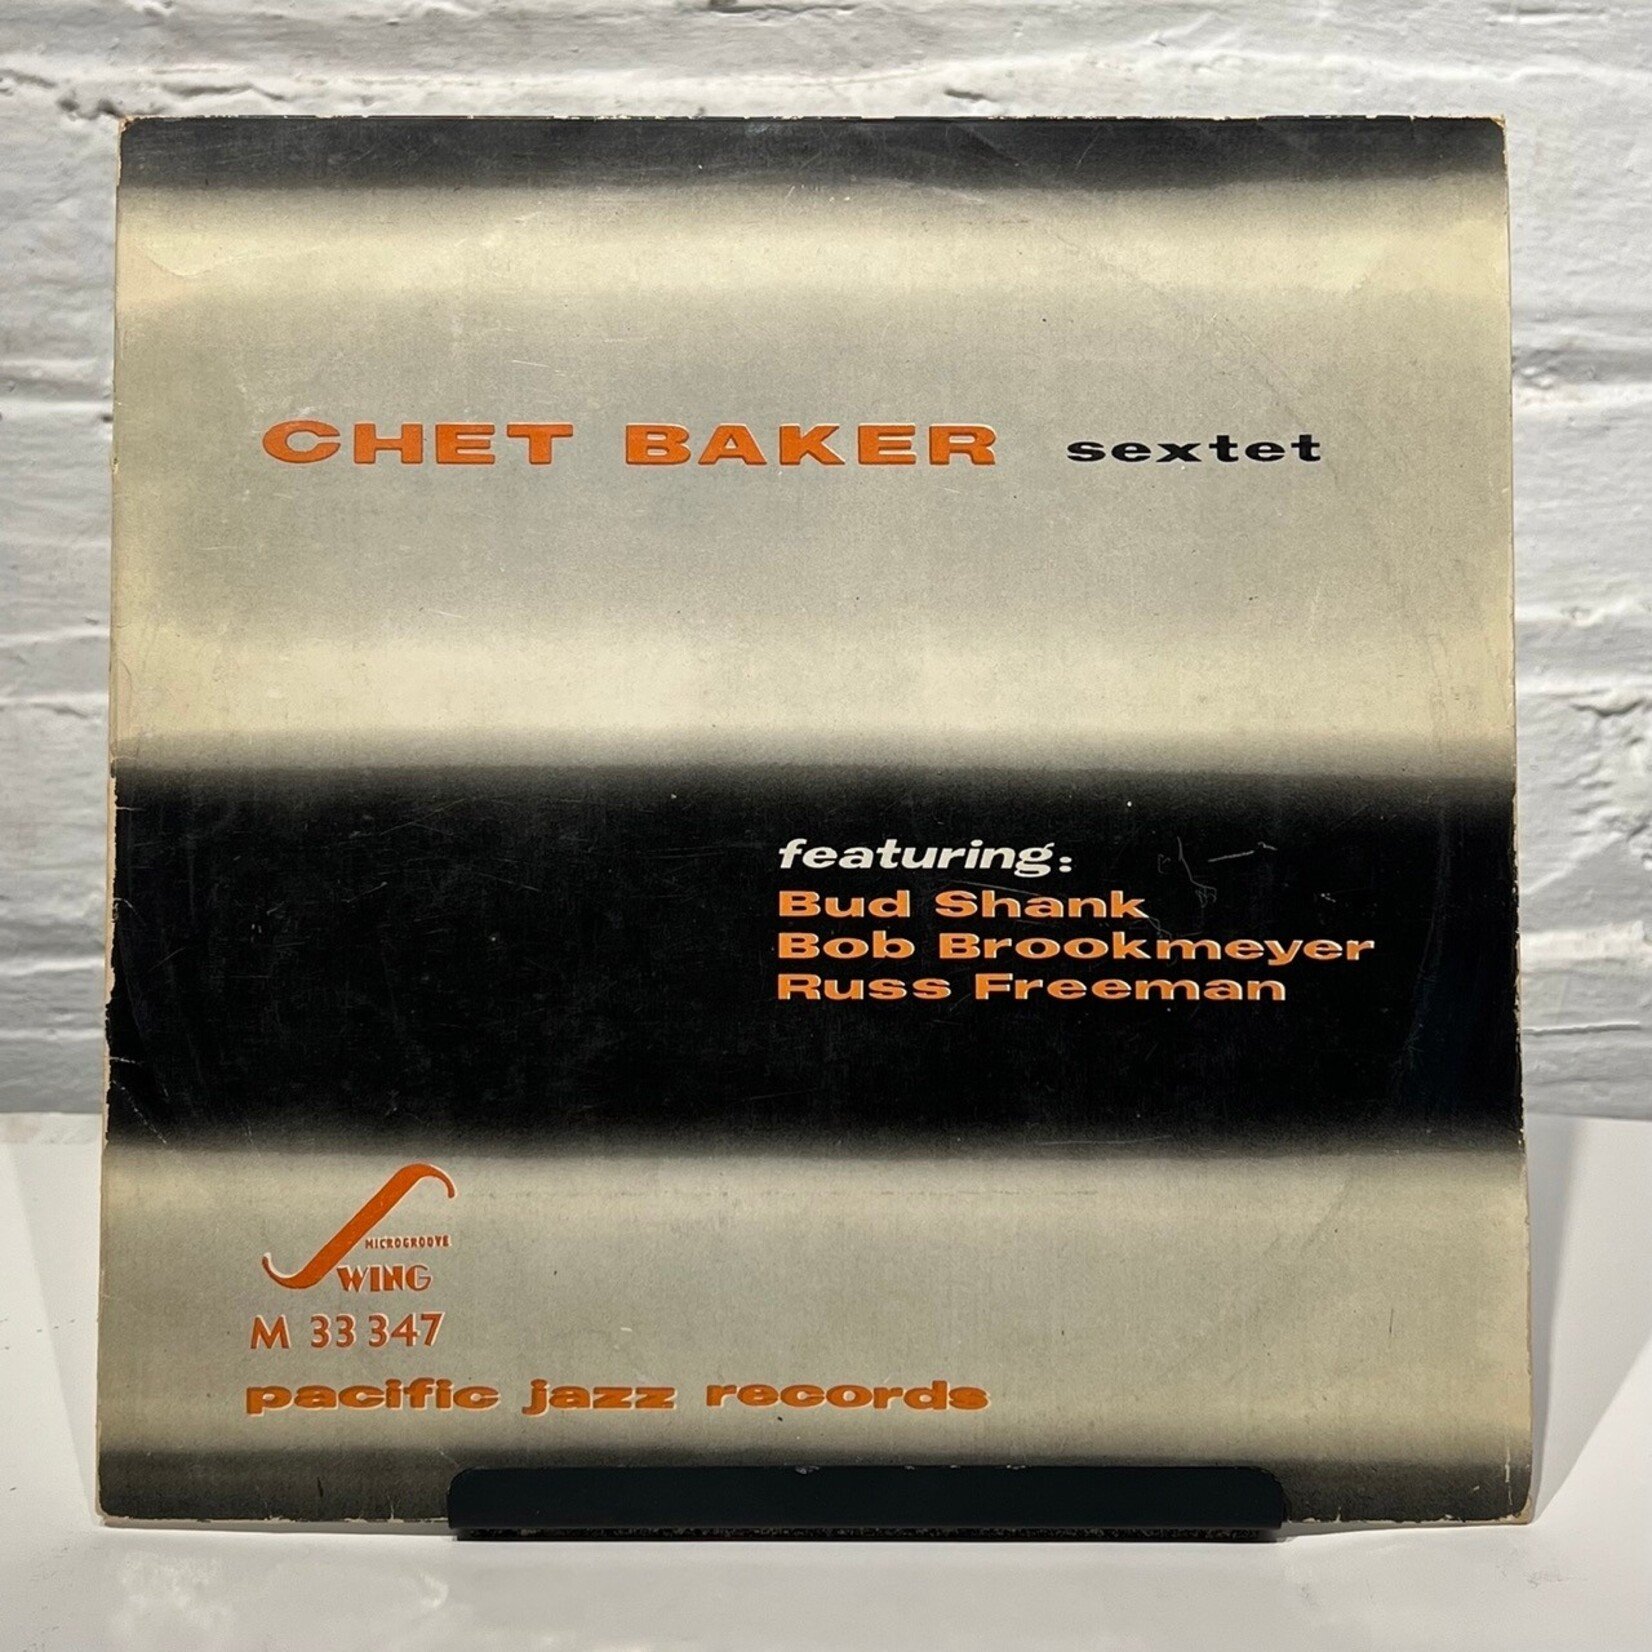 CHET BAKER sextet
featuring:
Bud Shank
Bob Brookmeyer
Russ Freeman
MICROGROOVE
SWING
M 33 347
pacific jazz records